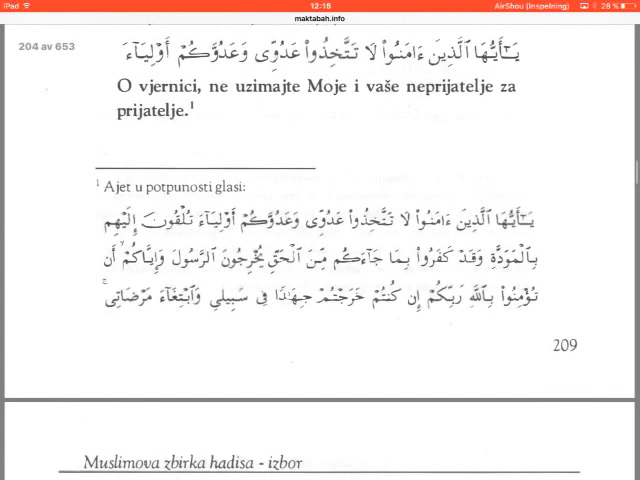 iPad 12:15 AirShou (Inspelning) 28 %
maktabah.info
204 av 653
يَٰٓأَيُّهَا ٱلَّذِينَ ءَامَنُوا۟ لَا تَتَّخِذُوا۟ عَدُوِّى وَعَدُوَّكُمْ أَوْلِيَآءَ
O vjernici, ne uzimajte Moje i vaše neprijatelje za
prijatelje.¹
¹ Ajet u potpunosti glasi:
يَٰٓأَيُّهَا ٱلَّذِينَ ءَامَنُوا۟ لَا تَتَّخِذُوا۟ عَدُوِّى وَعَدُوَّكُمْ أَوْلِيَآءَ تُلْقُونَ إِلَيْهِم
بِٱلْمَوَدَّةِ وَقَدْ كَفَرُوا۟ بِمَا جَآءَكُم مِّنَ ٱلْحَقِّ يُخْرِجُونَ ٱلرَّسُولَ وَإِيَّاكُمْ ۙ أَن
تُؤْمِنُوا۟ بِٱللَّهِ رَبِّكُمْ إِن كُنتُمْ خَرَجْتُمْ جِهَٰدًا فِى سَبِيلِى وَٱبْتِغَآءَ مَرْضَاتِى ۚ
209
Muslimova zbirka hadisa - izbor